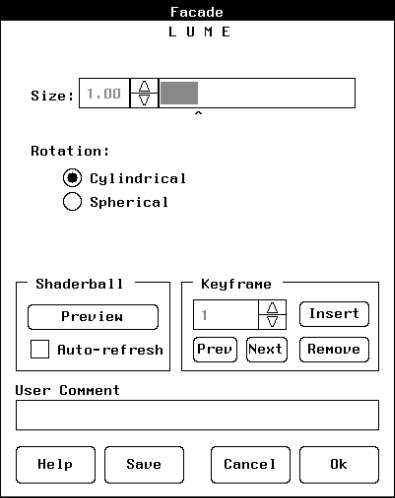 Facade
L U M E
Size: 1.00
^
Rotation:
Cylindrical
Spherical
Shaderball
Preview
Auto-refresh
Keyframe
1
Insert
Prev Next Remove
User Comment
Help Save Cancel Ok